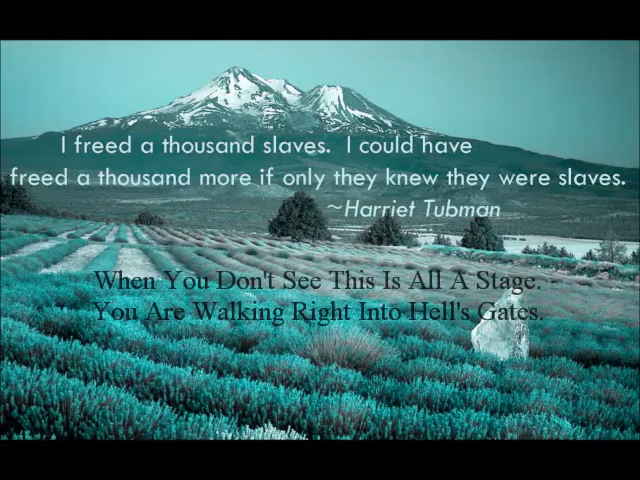 I freed a thousand slaves. I could have
freed a thousand more if only they knew they were slaves.
~Harriet Tubman
When You Don't See This Is All A Stage.
You Are Walking Right Into Hell's Gates.